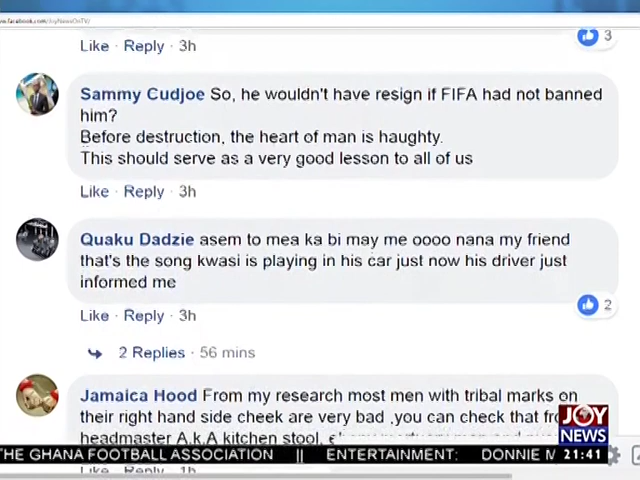 Like · Reply · 3h
3
Sammy Cudjoe So, he wouldn't have resign if FIFA had not banned
him?
Before destruction, the heart of man is haughty.
This should serve as a very good lesson to all of us
Like · Reply · 3h
Quaku Dadzie asem to mea ka bi may me oooo nana my friend
that's the song kwasi is playing in his car just now his driver just
informed me
2
Like · Reply · 3h
2 Replies · 56 mins
Jamaica Hood From my research most men with tribal marks on
their right hand side cheek are very bad ,you can check that
headmaster A.k.A kitchen stool,
JOY
NEWS
THE GHANA FOOTBALL ASSOCIATION || ENTERTAINMENT: DONNIE
21:41
Like · Reply · 1h